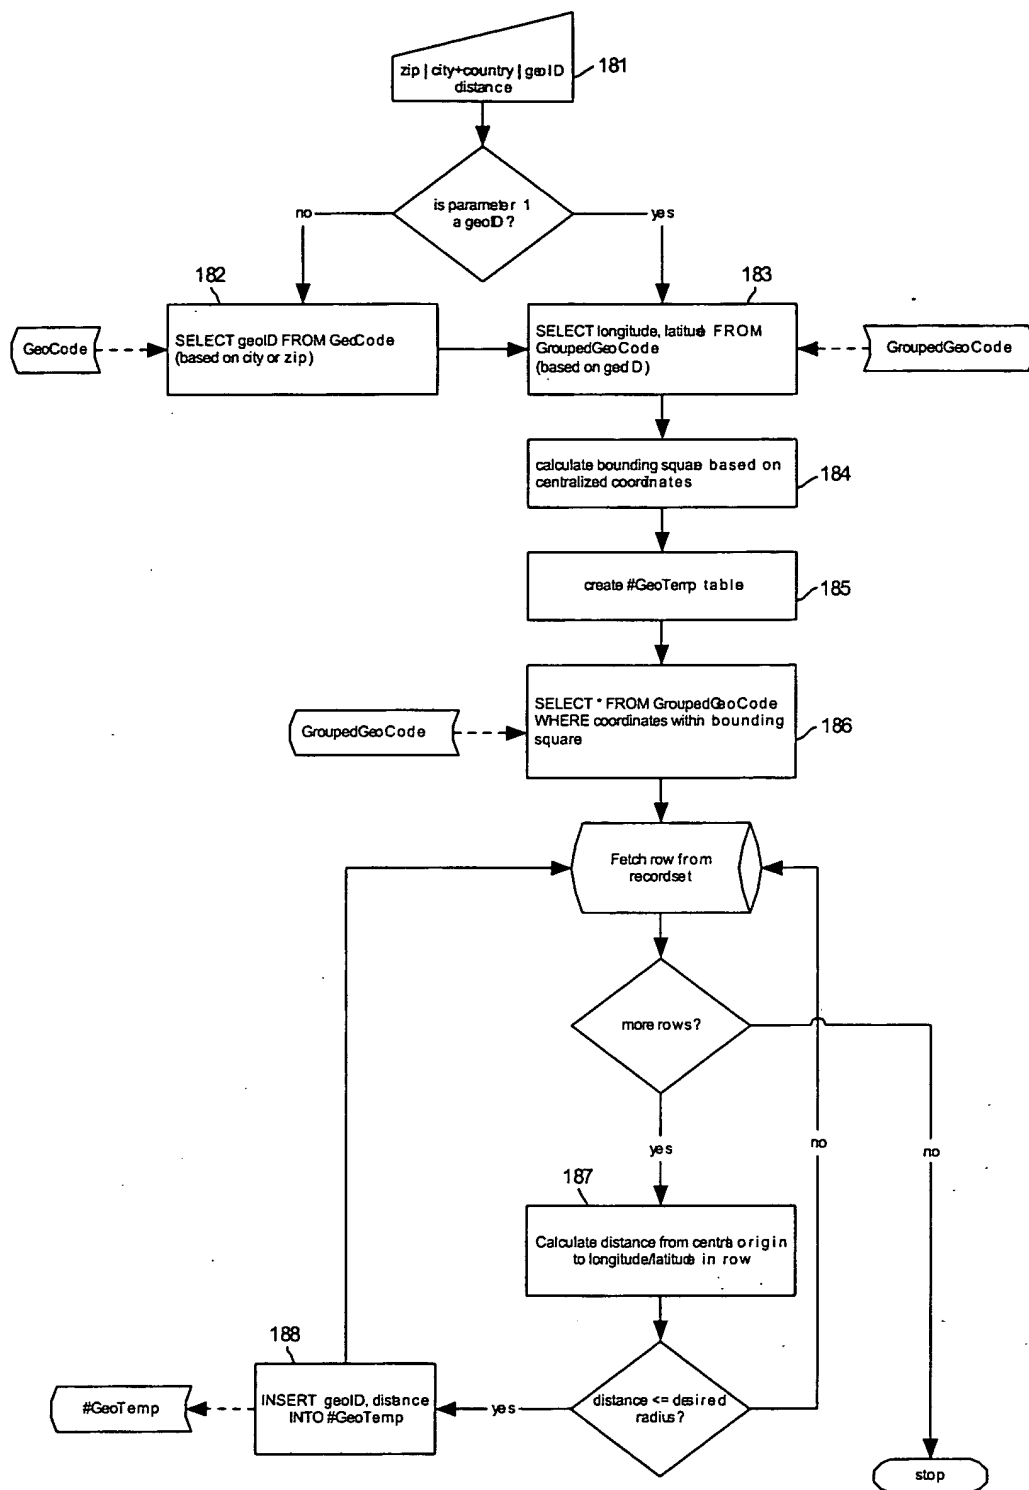 zip | city+country | geoID
distance
181
is parameter 1
a geoID?
no
yes
182
183
GeoCode
SELECT geoID FROM GeoCode
(based on city or zip)
SELECT longitude, latitude FROM
GroupedGeoCode
(based on geoID)
GroupedGeoCode
calculate bounding square based on
centralized coordinates
184
create #GeoTemp table
185
GroupedGeoCode
SELECT * FROM GroupedGeoCode
WHERE coordinates within bounding
square
186
Fetch row from
recordset
more rows?
yes
no
no
187
Calculate distance from central origin
to longitude/latitude in row
188
#GeoTemp
INSERT geoID, distance
INTO #GeoTemp
yes
distance <= desired
radius?
stop